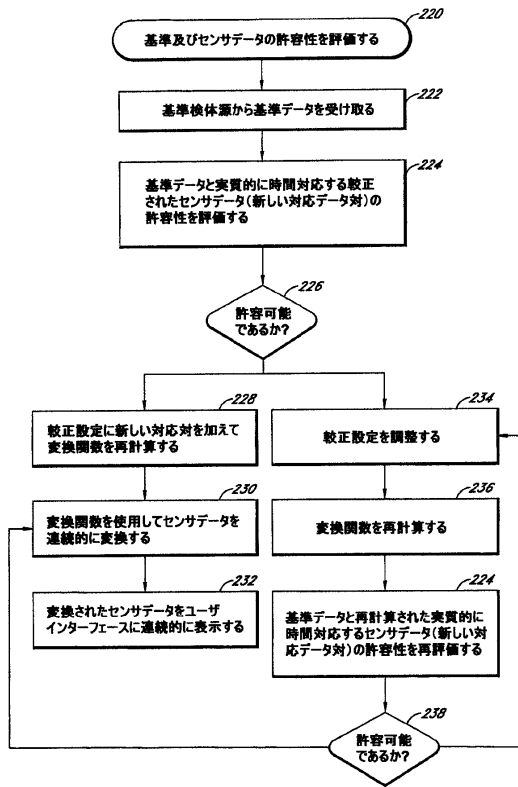 220
基準及びセンサデータの許容性を評価する
222
基準検体源から基準データを受け取る
224
基準データと実質的に時間対応する較正
されたセンサデータ(新しい対応データ対)の
許容性を評価する
226
許容可能
であるか?
228
較正設定に新しい対応対を加えて
変換関数を再計算する
230
変換関数を使用してセンサデータを
連続的に変換する
232
変換されたセンサデータをユーザ
インターフェースに連続的に表示する
234
較正設定を調整する
236
変換関数を再計算する
224
基準データと再計算された実質的に
時間対応するセンサデータ(新しい対
応データ対)の許容性を再評価する
238
許容可能
であるか?